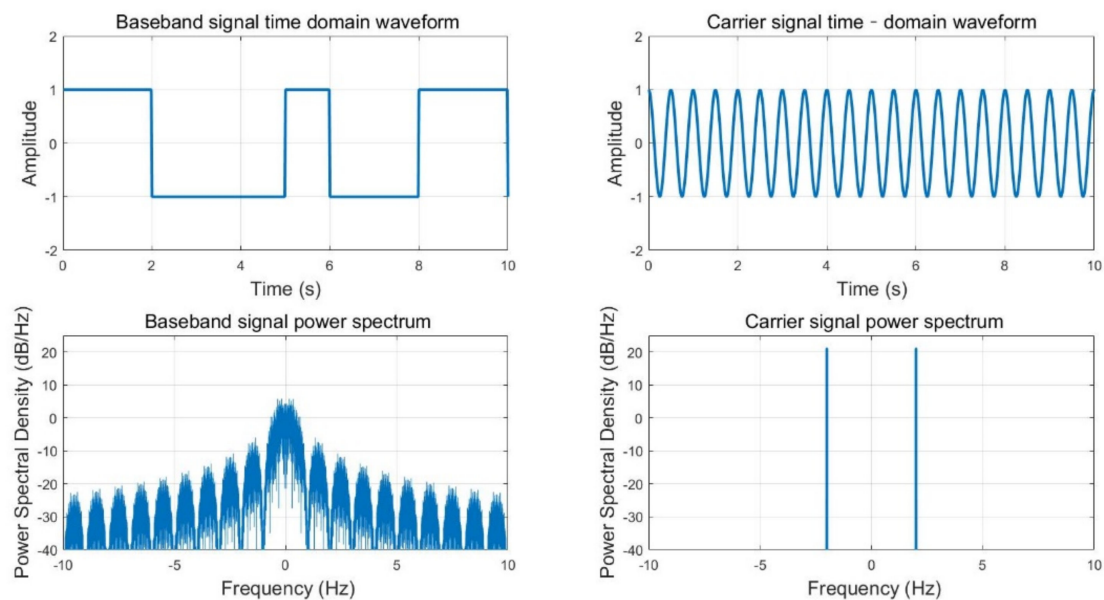 Baseband signal time domain waveform
2
1
0
-1
-2
Amplitude
0 2 4 6 8 10
Time (s)
Carrier signal time - domain waveform
2
1
0
-1
-2
Amplitude
0 2 4 6 8 10
Time (s)
Baseband signal power spectrum
20
10
0
-10
-20
-30
-40
Power Spectral Density (dB/Hz)
-10 -5 0 5 10
Frequency (Hz)
Carrier signal power spectrum
20
10
0
-10
-20
-30
-40
Power Spectral Density (dB/Hz)
-10 -5 0 5 10
Frequency (Hz)